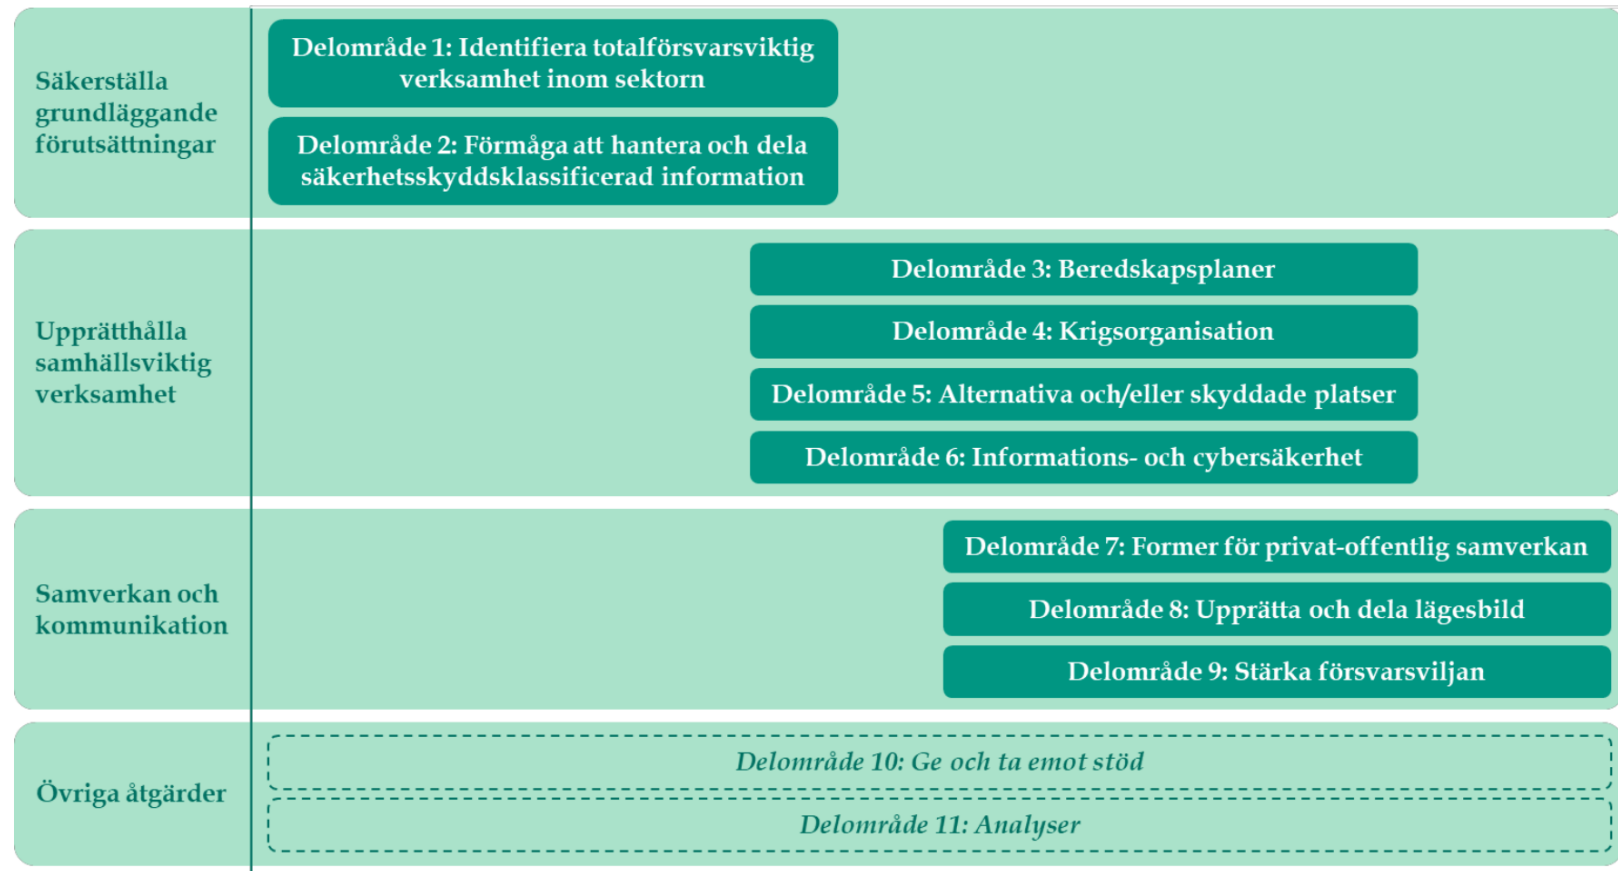 Säkerställa
grundläggande
förutsättningar
Delområde 1: Identifiera totalförsvarsviktig
verksamhet inom sektorn
Delområde 2: Förmåga att hantera och dela
säkerhetsskyddsklassificerad information
Upprätthålla
samhällsviktig
verksamhet
Delområde 3: Beredskapsplaner
Delområde 4: Krigsorganisation
Delområde 5: Alternativa och/eller skyddade platser
Delområde 6: Informations- och cybersäkerhet
Samverkan och
kommunikation
Delområde 7: Former för privat-offentlig samverkan
Delområde 8: Upprätta och dela lägesbild
Delområde 9: Stärka försvarsviljan
Övriga åtgärder
Delområde 10: Ge och ta emot stöd
Delområde 11: Analyser